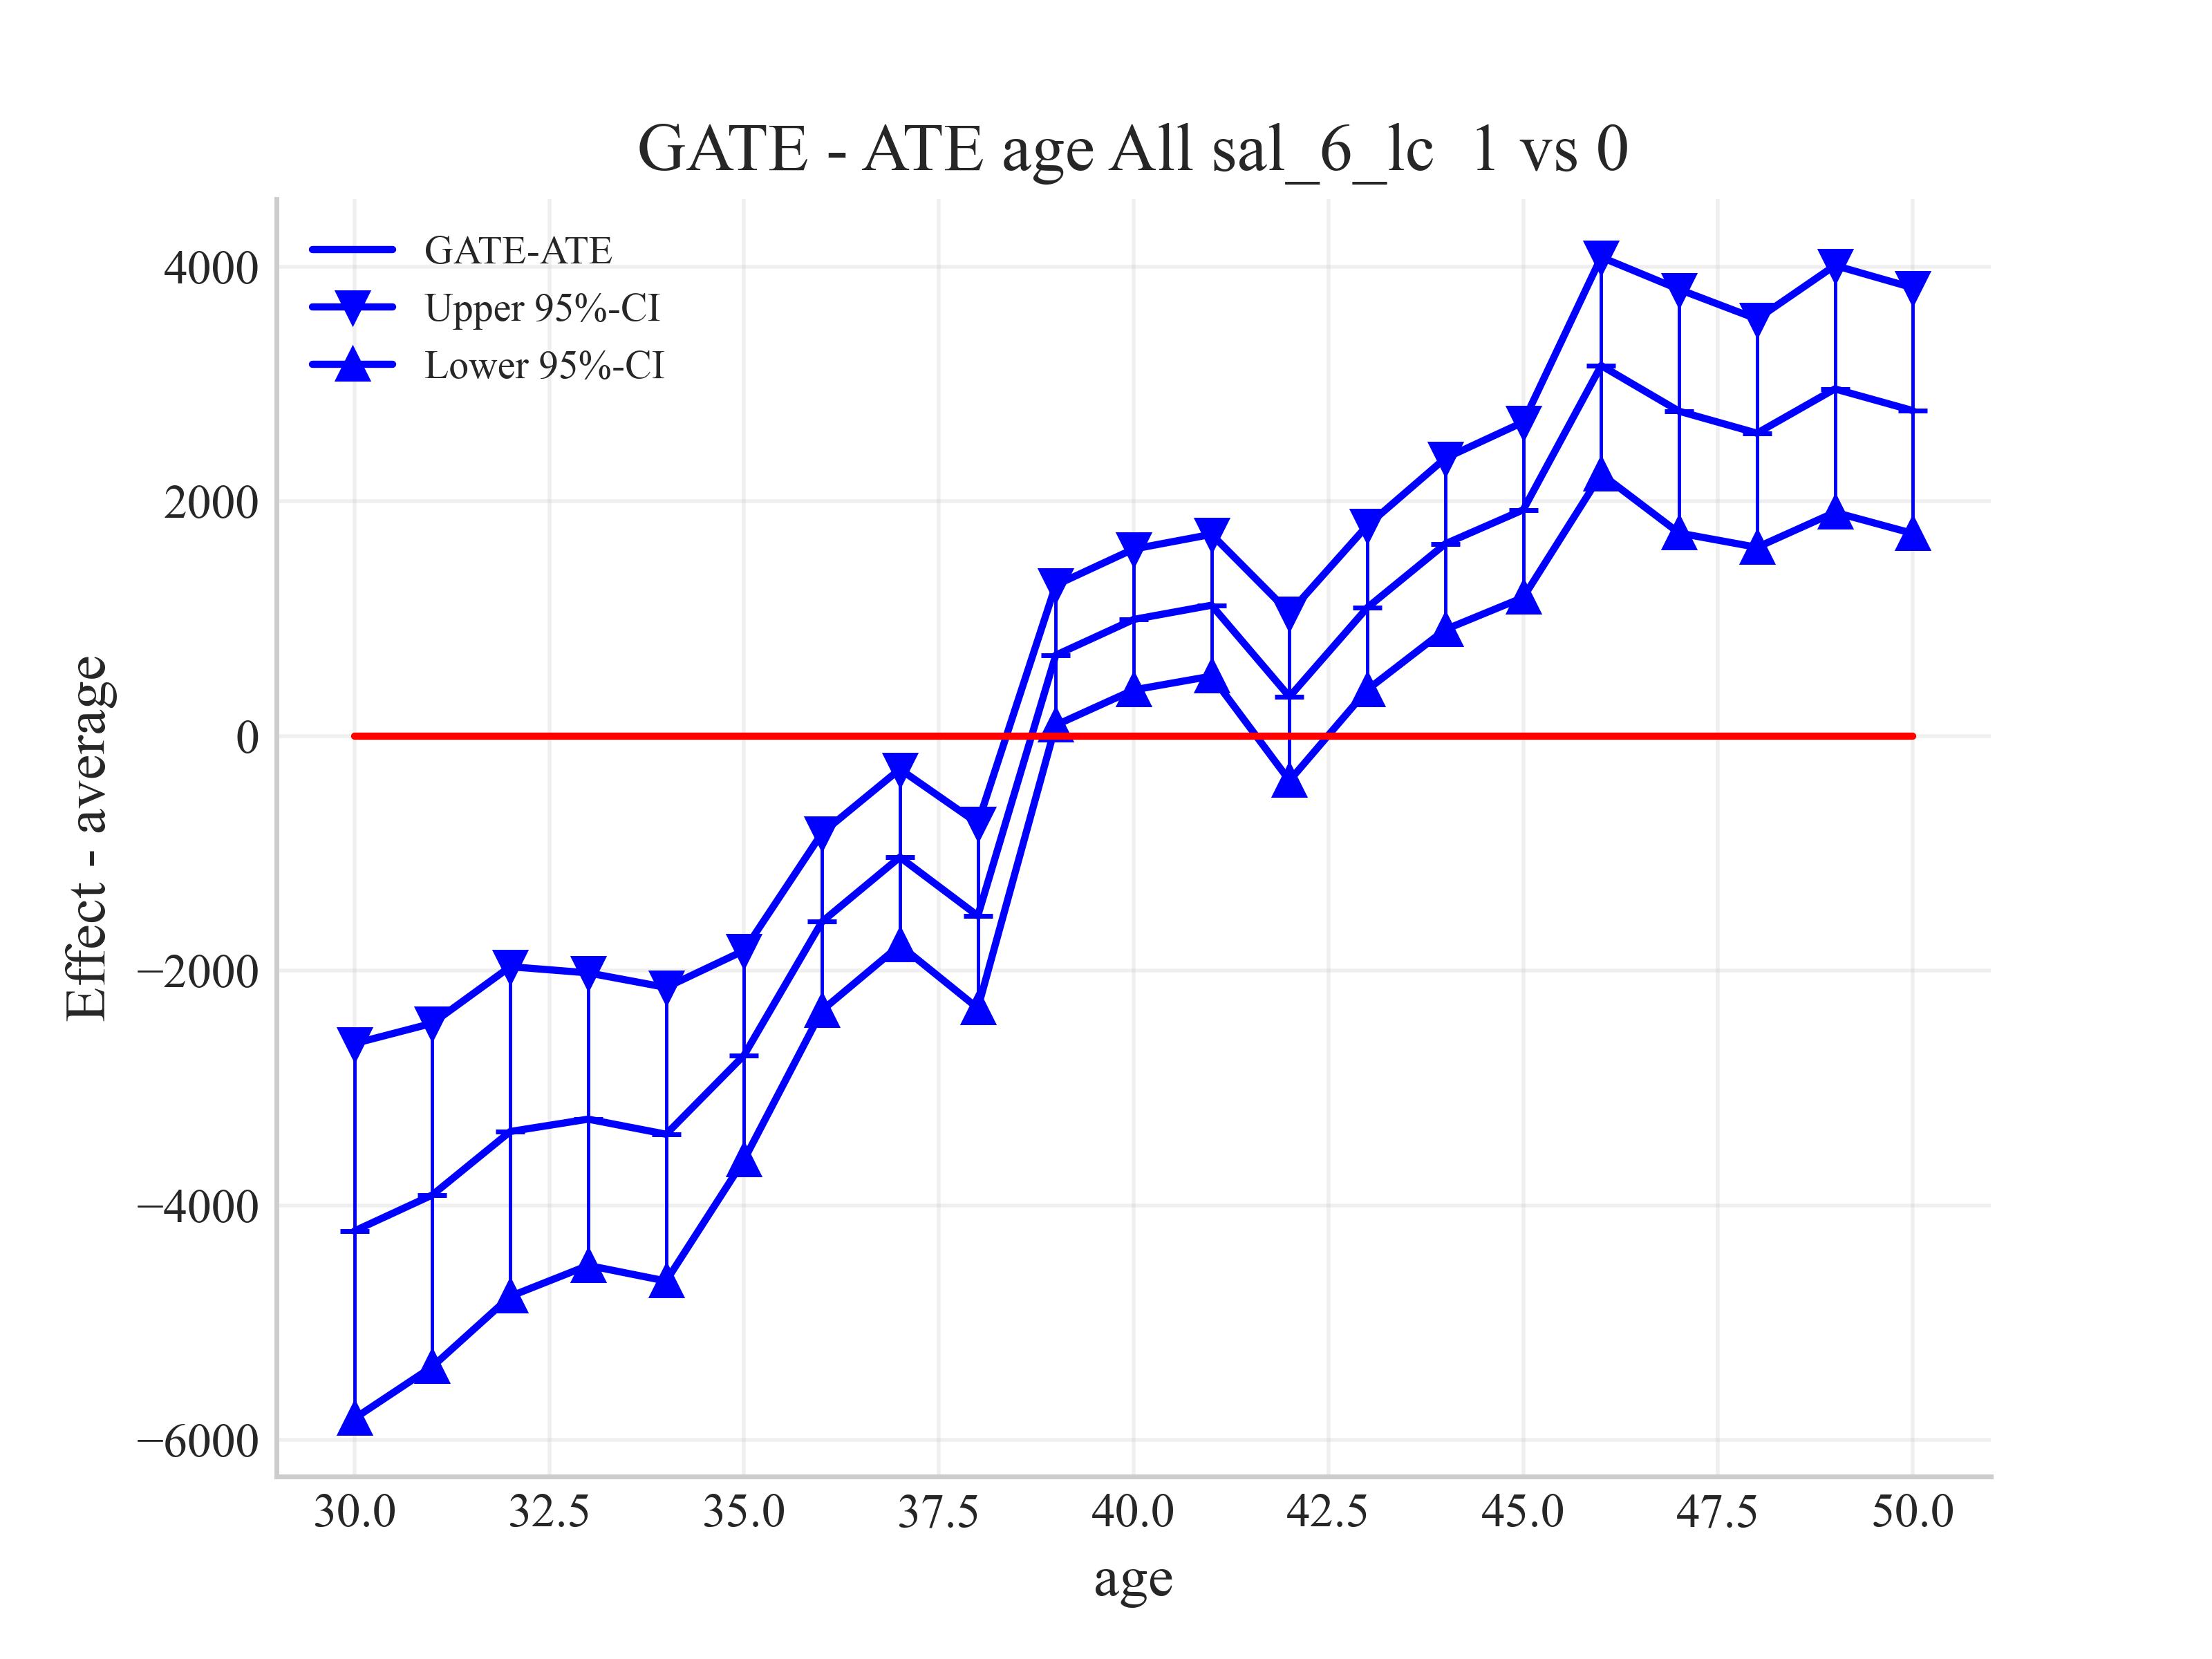 GATE - ATE age All sal_6_lc  1 vs 0
GATE-ATE
Upper 95%-CI
Lower 95%-CI
4000
2000
0
−2000
−4000
−6000
Effect - average
30.0 32.5 35.0 37.5 40.0 42.5 45.0 47.5 50.0
age